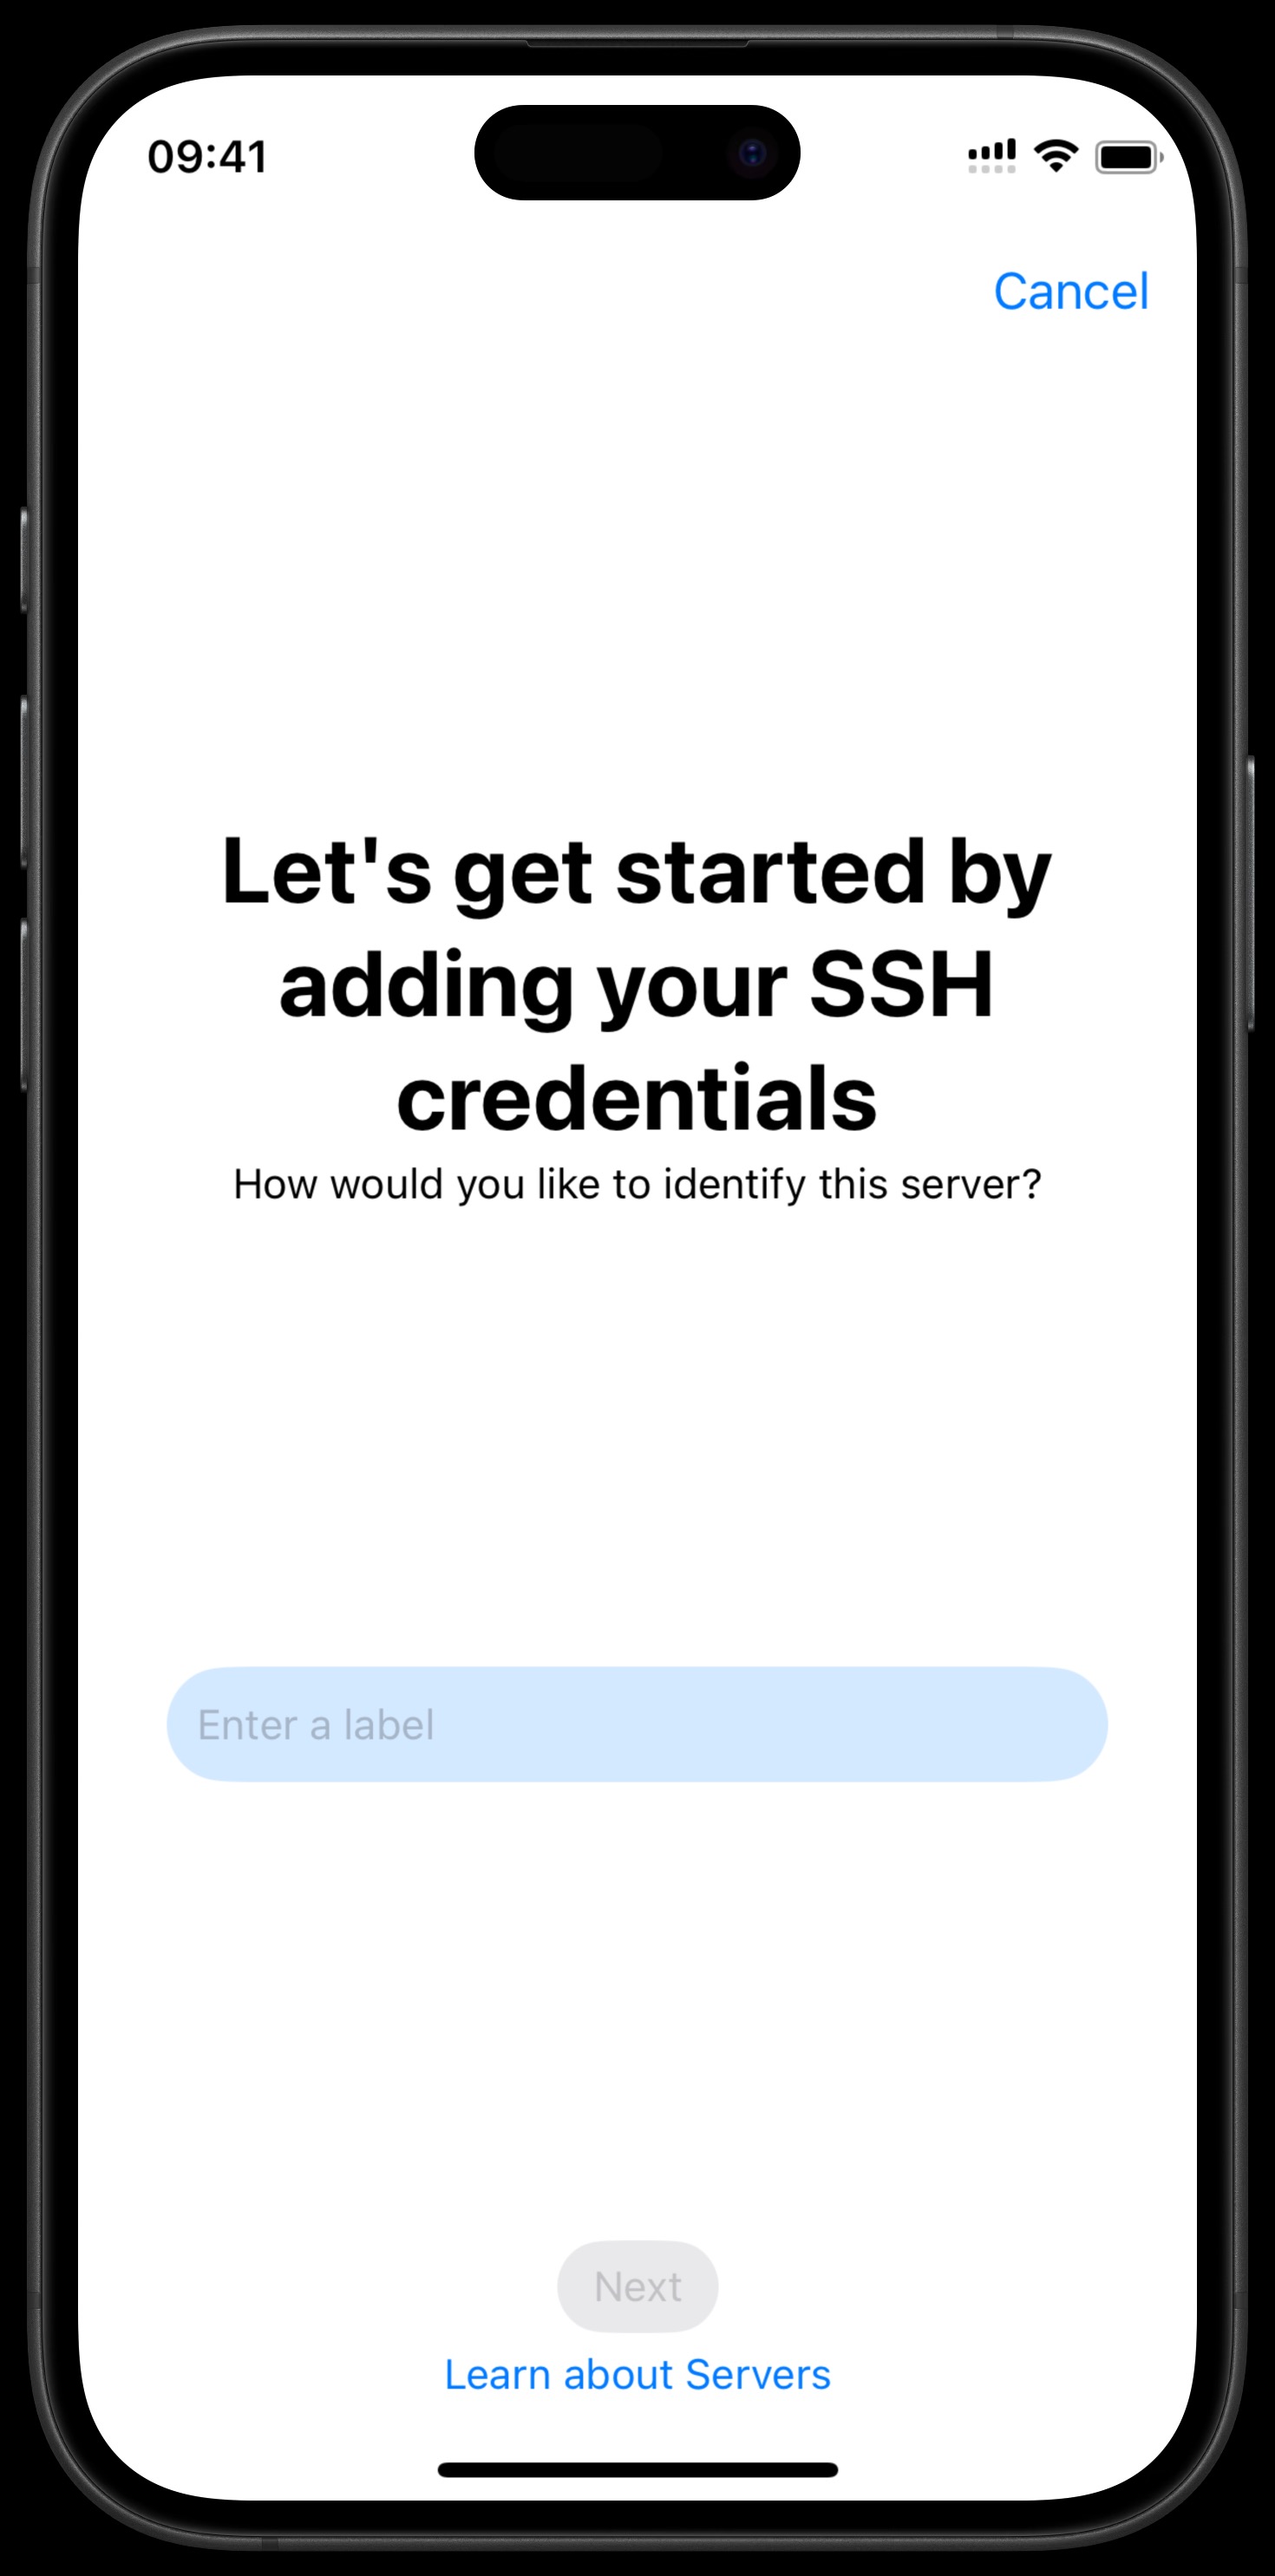 09:41
Cancel
Let's get started by
adding your SSH
credentials
How would you like to identify this server?
Enter a label
Next
Learn about Servers